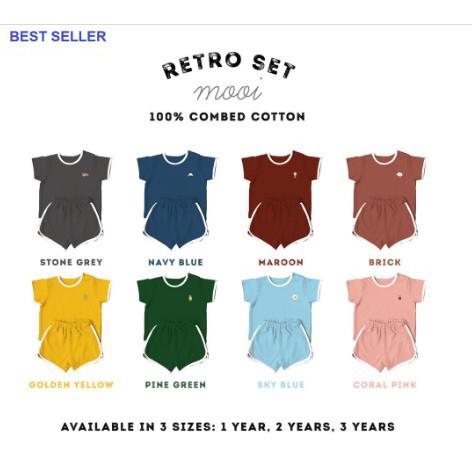 BEST SELLER
RETRO SET
mooi
100% COMBED COTTON
STONE GREY NAVY BLUE MAROON BRICK
GOLDEN YELLOW PINE GREEN SKY BLUE CORAL PINK
AVAILABLE IN 3 SIZES: 1 YEAR, 2 YEARS, 3 YEARS